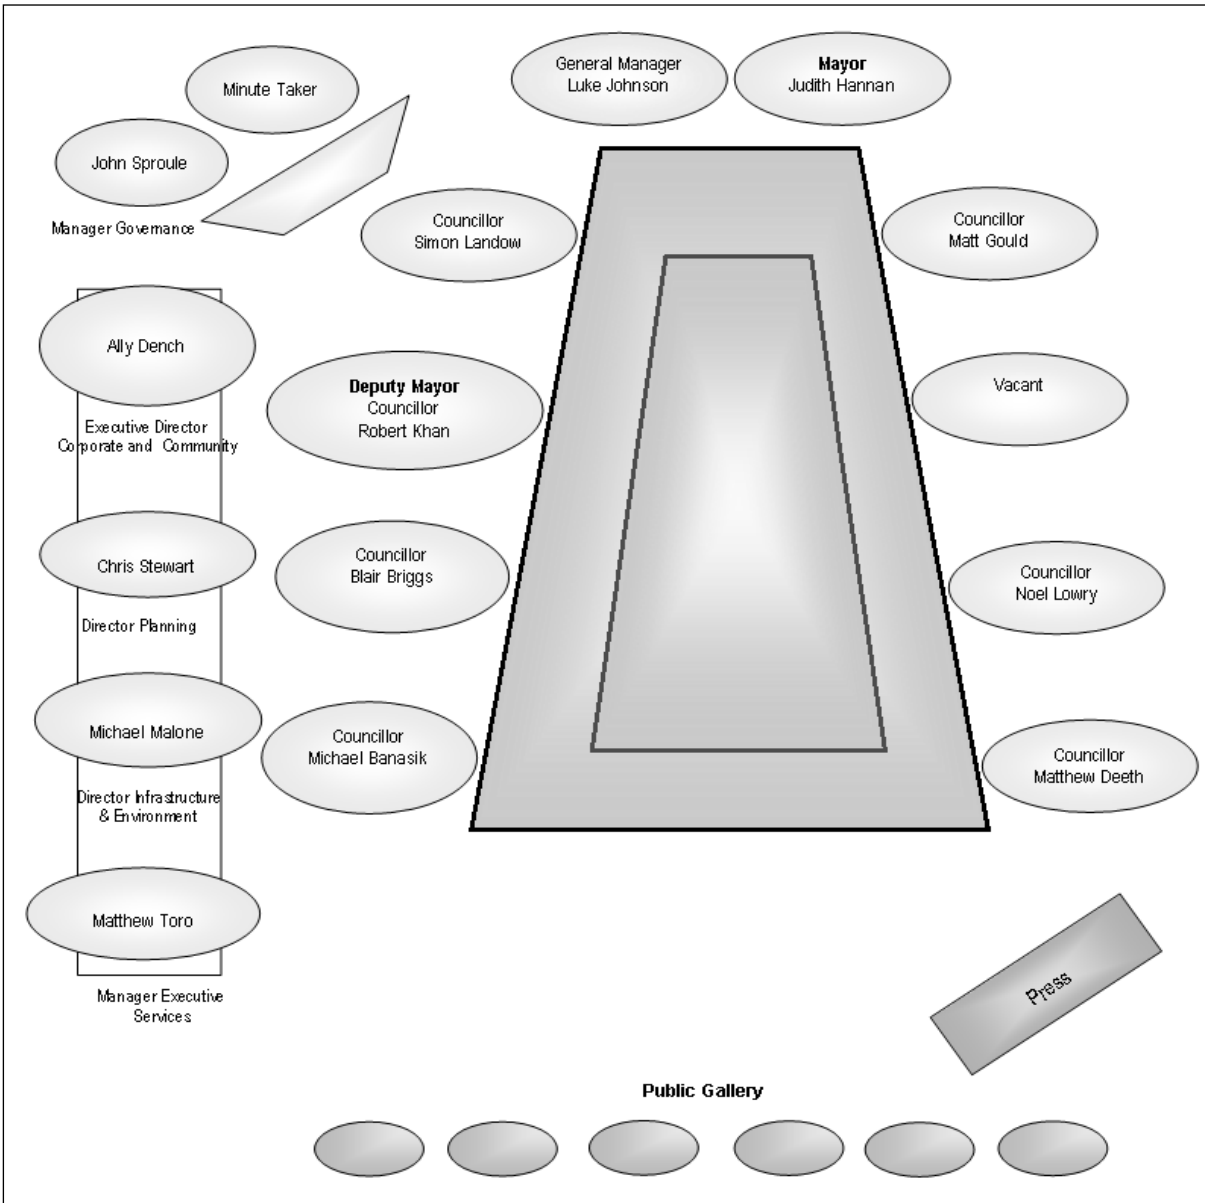 General Manager
Luke Johnson
Mayor
Judith Hannan
Minute Taker
John Sproule
Manager Governance
Councillor
Simon Landow
Councillor
Matt Gould
Ally Dench
Executive Director
Corporate and Community
Deputy Mayor
Councillor
Robert Khan
Vacant
Chris Stewart
Director Planning
Councillor
Blair Briggs
Councillor
Noel Lowry
Michael Malone
Director Infrastructure
& Environment
Councillor
Michael Banasik
Councillor
Matthew Deeth
Matthew Toro
Manager Executive
Services
Press
Public Gallery